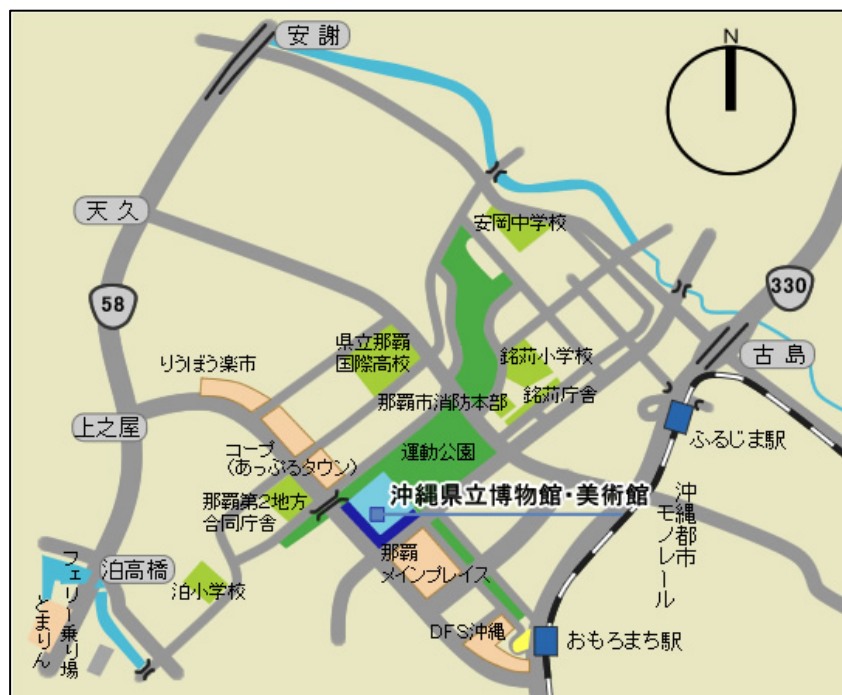 安謝
N
安岡中学校
天久
330
58
県立那覇
国際高校
銘苅小学校
古島
りうぼう楽市
銘苅庁舎
那覇市消防本部
上之屋
ふるじま駅
コープ
(あっぷるタウン)
運動公園
沖縄県立博物館・美術館
那覇第2地方
合同庁舎
沖縄都市
モノレール
那覇
メインプレイス
泊高橋
泊小学校
フェリー乗り場
とまりん
DFS沖縄
おもろまち駅